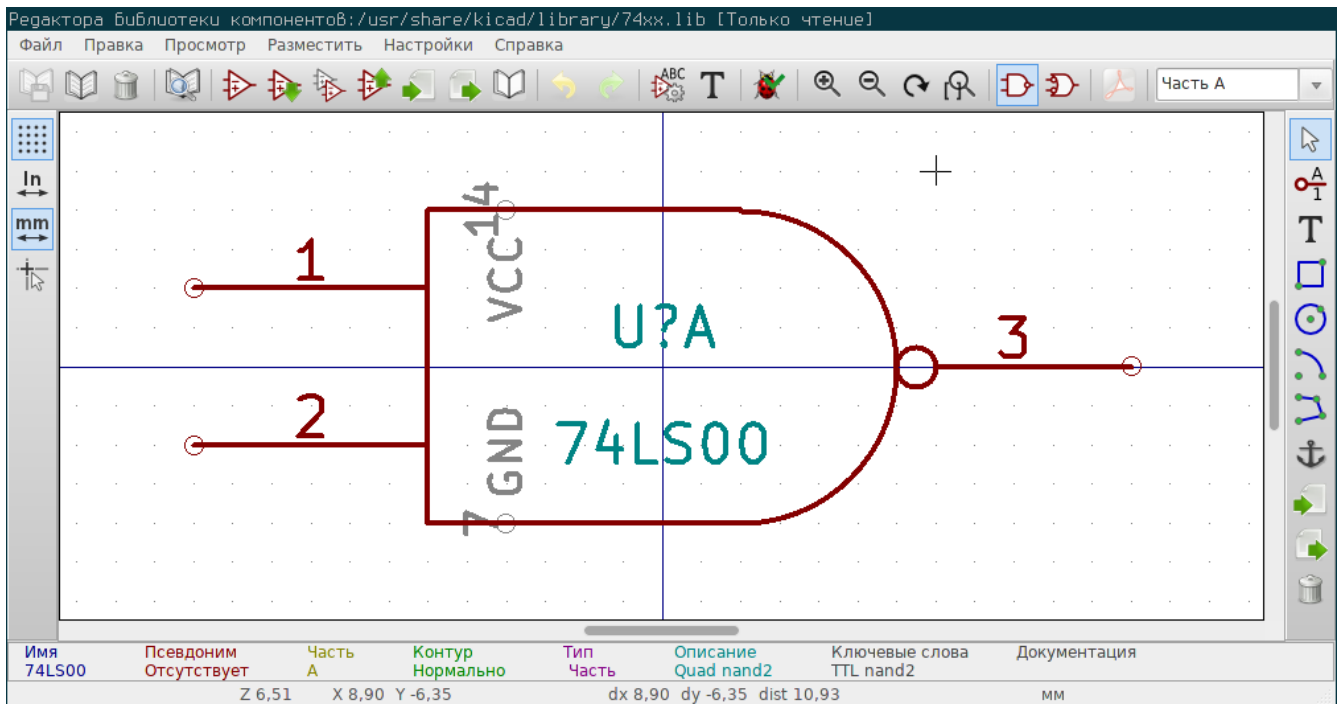 Редактора библиотеки компонентов:/usr/share/kicad/library/74xx.lib [Только чтение]
Файл Правка Просмотр Разместить Настройки Справка
ABC T Часть A
In
mm
A
1
T
14
VCC
1
U?A
3
2
GND
74LS00
7
Имя Псевдоним Часть Контур Тип Описание Ключевые слова Документация
74LS00 Отсутствует A Нормально Часть Quad nand2 TTL nand2
Z 6,51 X 8,90 Y -6,35 dx 8,90 dy -6,35 dist 10,93 мм